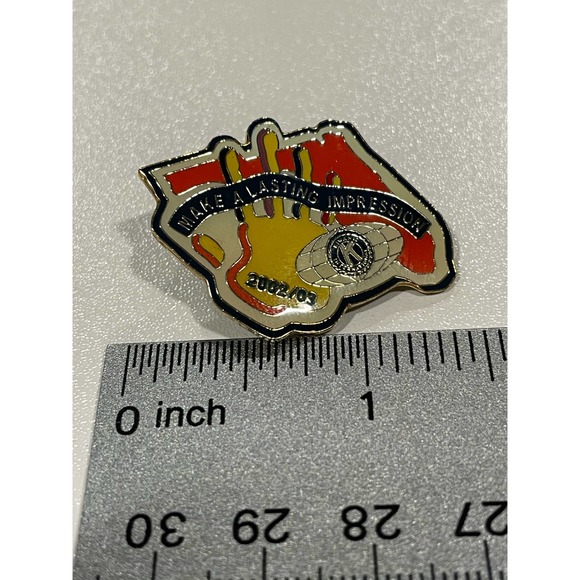 MAKE A LASTING IMPRESSION
K
2002/03
0 inch 1
30 29 28 27